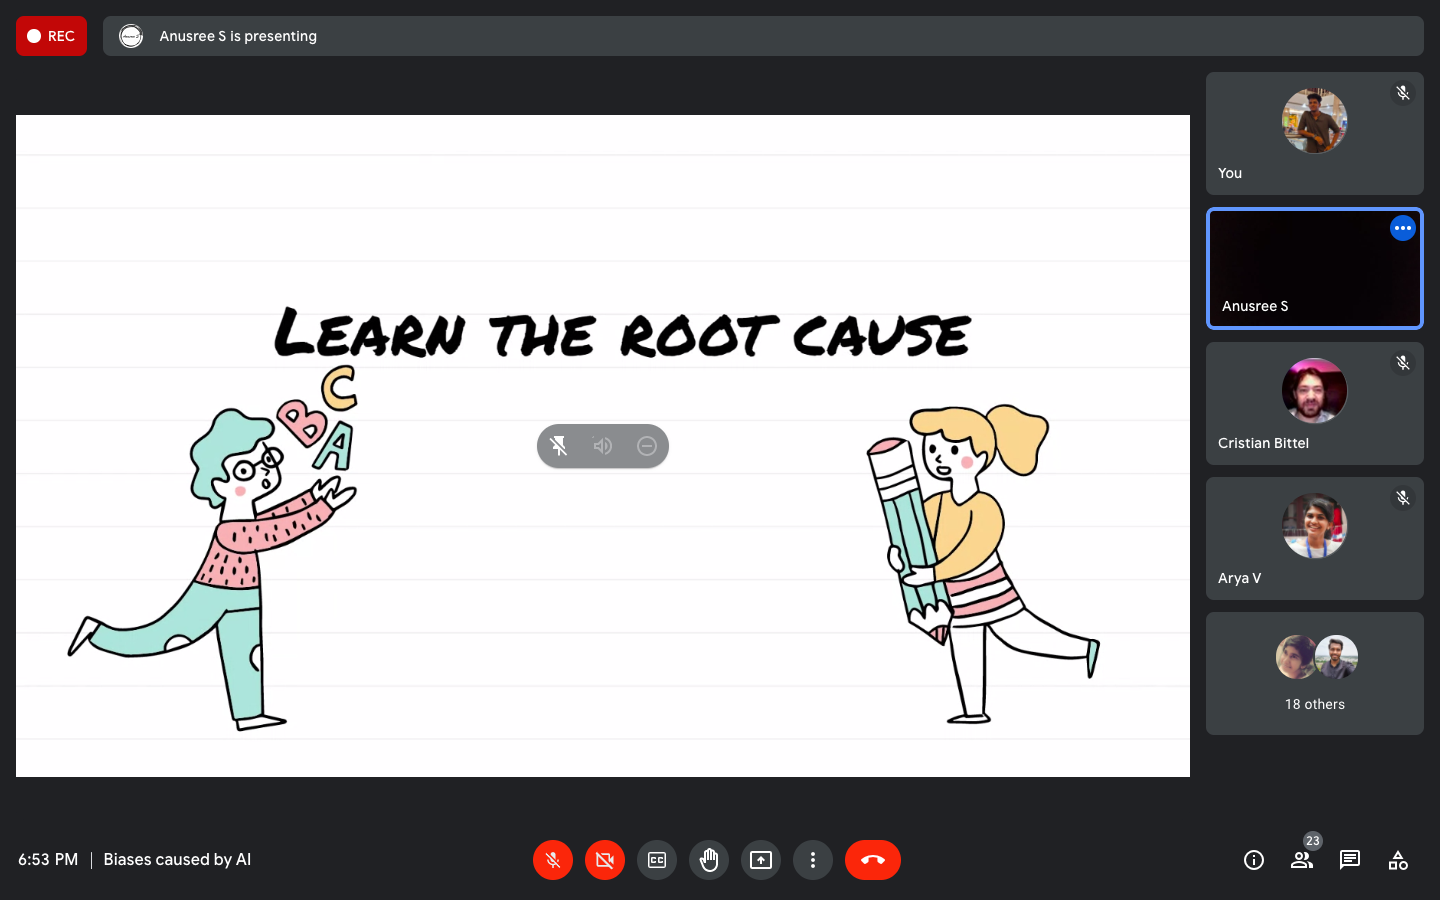 REC
Anusree S is presenting
You
Anusree S
LEARN THE ROOT CAUSE
C
B
A
Cristian Bittel
Arya V
18 others
6:53 PM | Biases caused by AI
CC
23